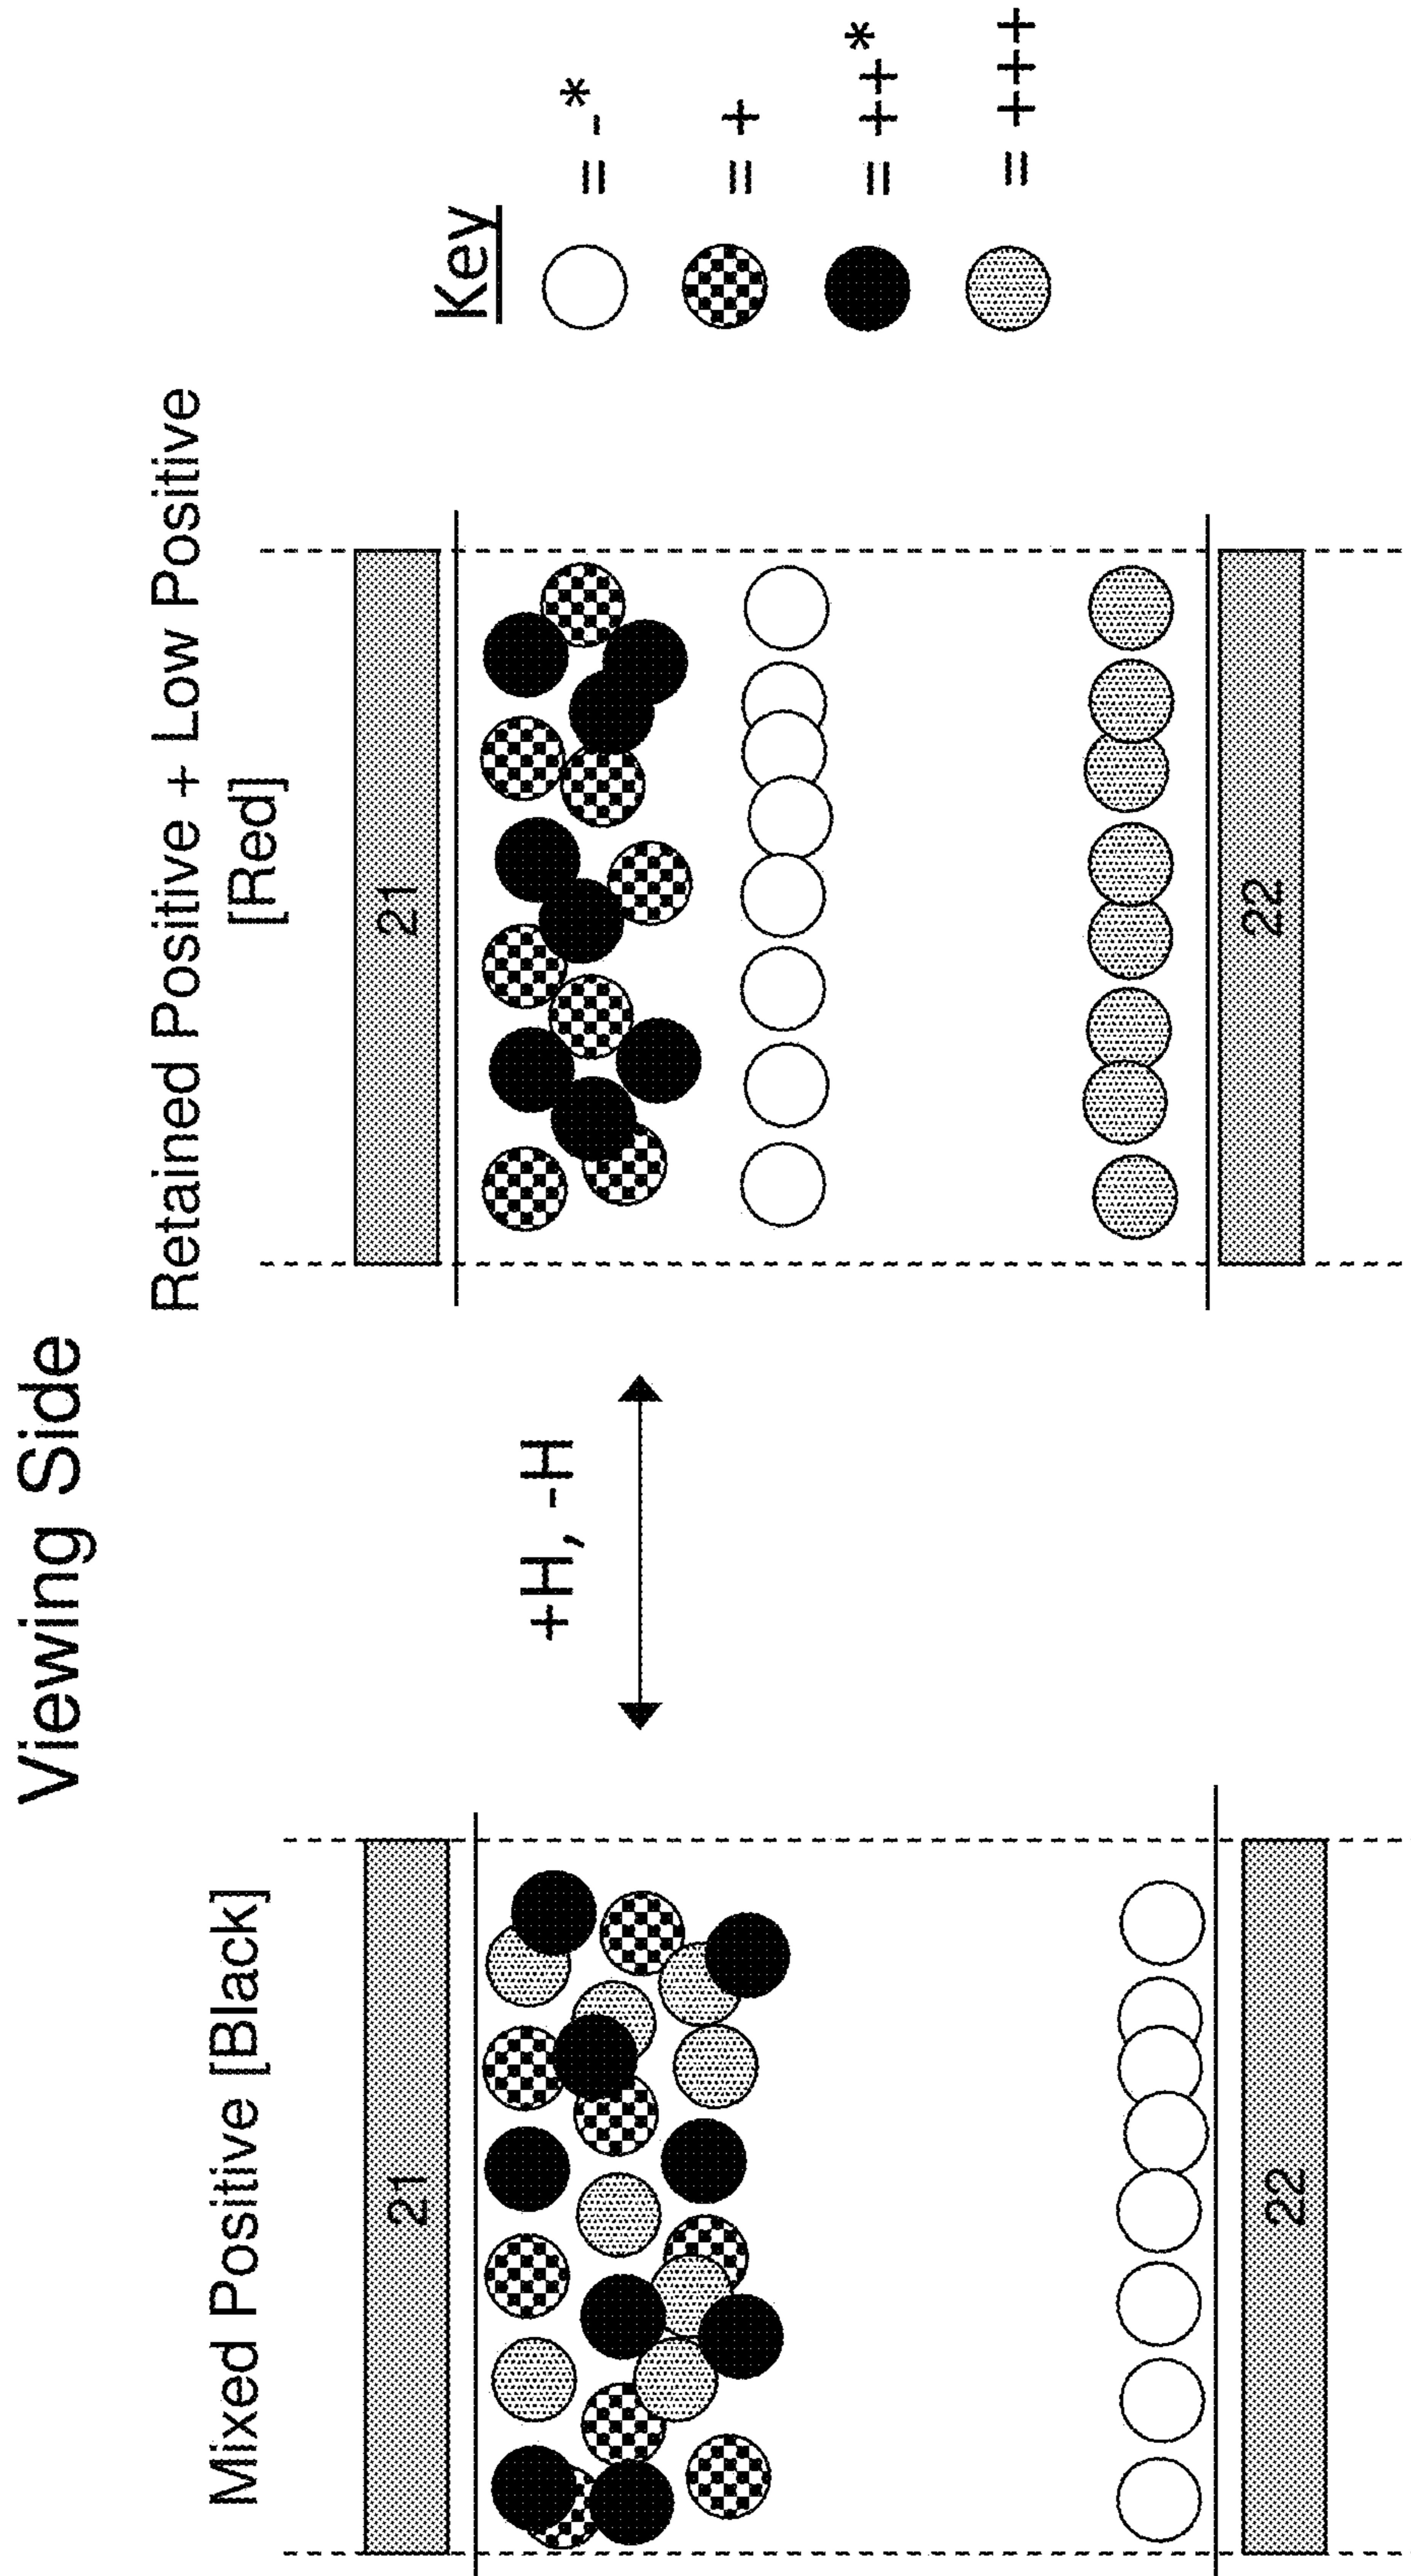 Viewing Side
Mixed Positive [Black]
21
22
+H, -H
Retained Positive + Low Positive
[Red]
21
22
Key
= -*
= +
= ++*
= +++